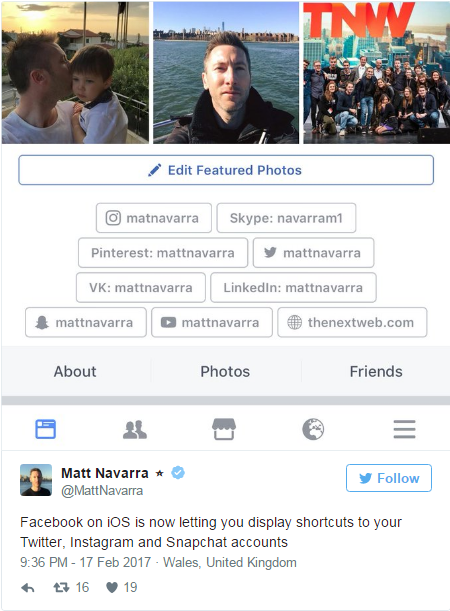 TNW
Edit Featured Photos
matnavarra Skype: navarram1
Pinterest: mattnavarra mattnavarra
VK: mattnavarra LinkedIn: mattnavarra
mattnavarra mattnavarra thenextweb.com
About Photos Friends
Matt Navarra
Follow
@MattNavarra
Facebook on iOS is now letting you display shortcuts to your
Twitter, Instagram and Snapchat accounts
9:36 PM - 17 Feb 2017 · Wales, United Kingdom
16 19